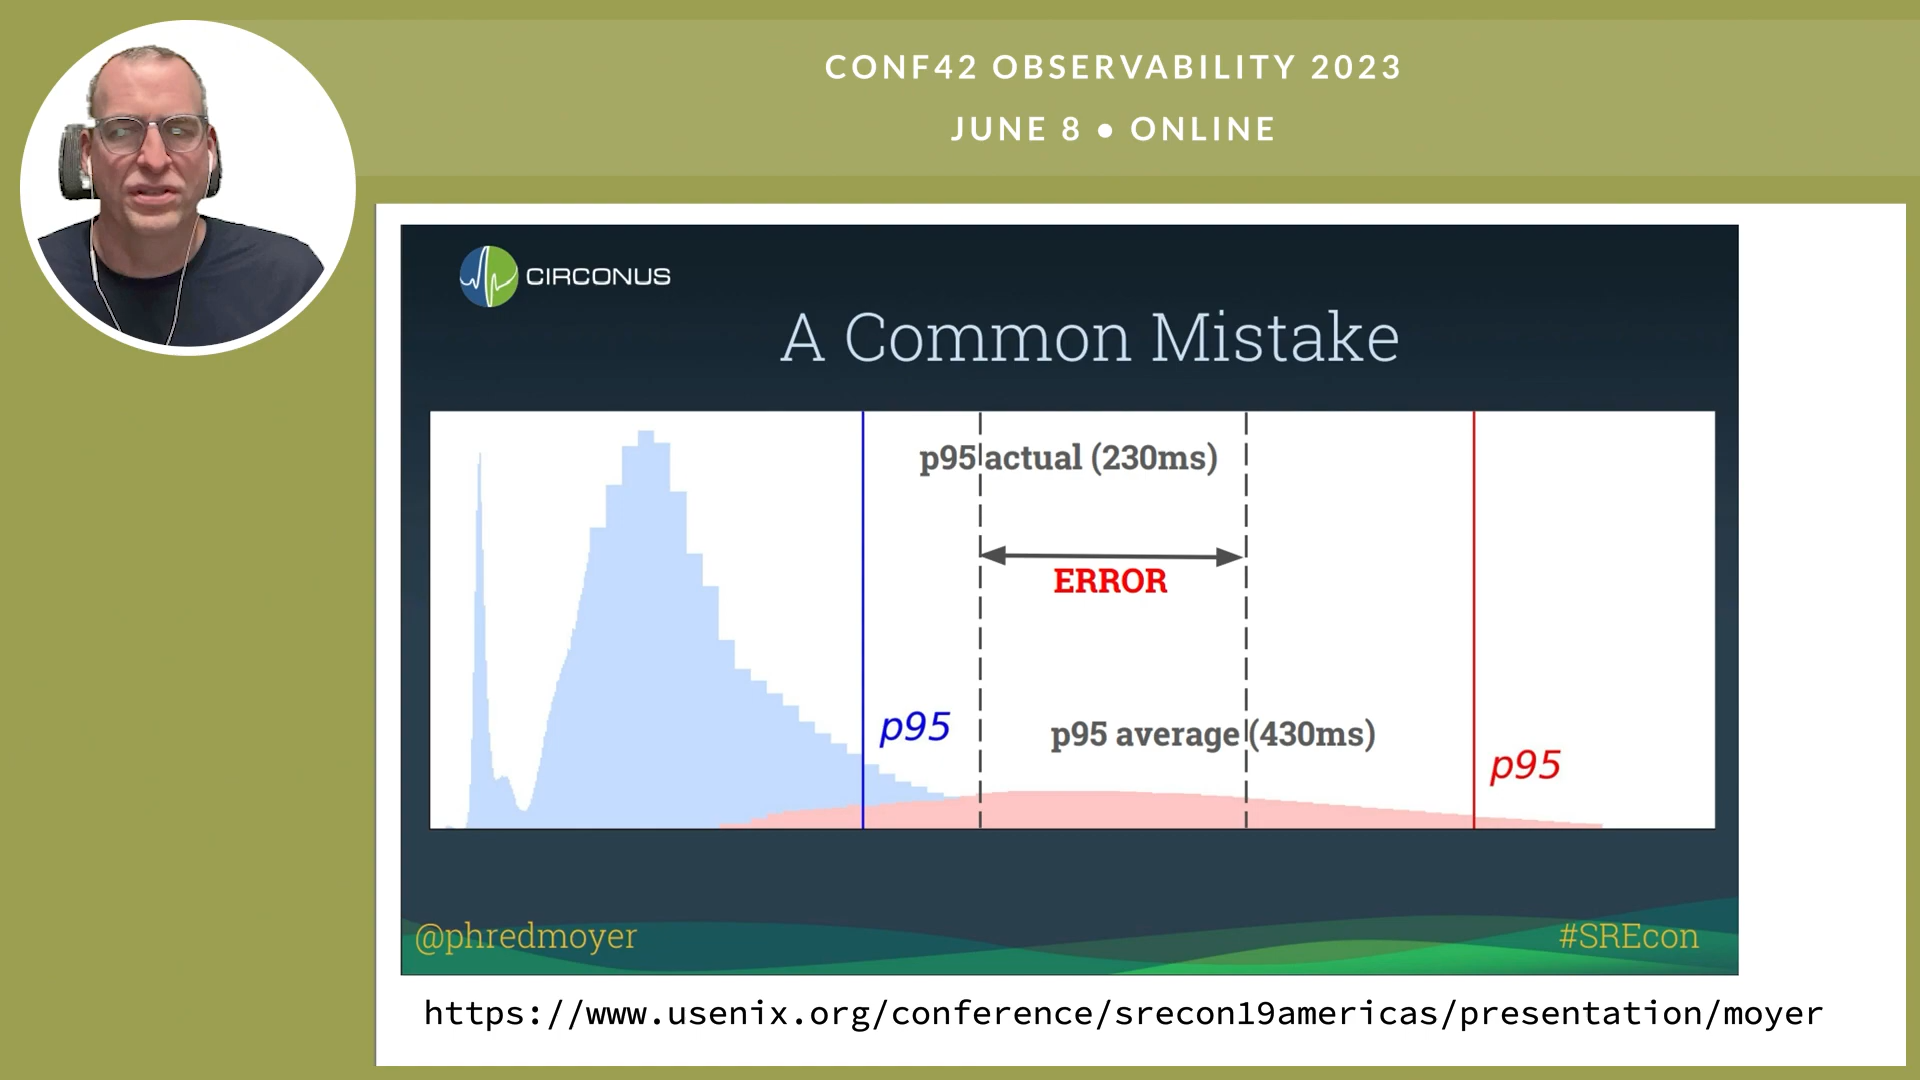 CONF42 OBSERVABILITY 2023
JUNE 8 • ONLINE
CIRCONUS
A Common Mistake
p95 actual (230ms)
ERROR
p95
p95 average (430ms)
p95
@phredmoyer
#SREcon
https://www.usenix.org/conference/srecon19americas/presentation/moyer